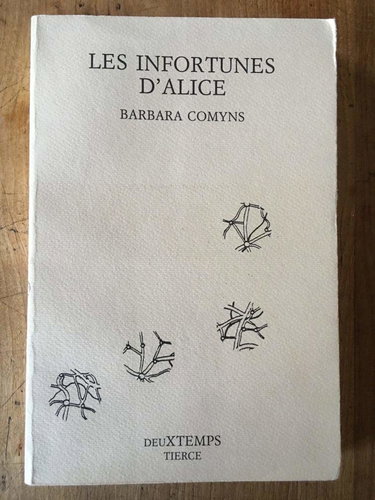 LES INFORTUNES
D'ALICE
BARBARA COMYNS
DEUXTEMPS
TIERCE